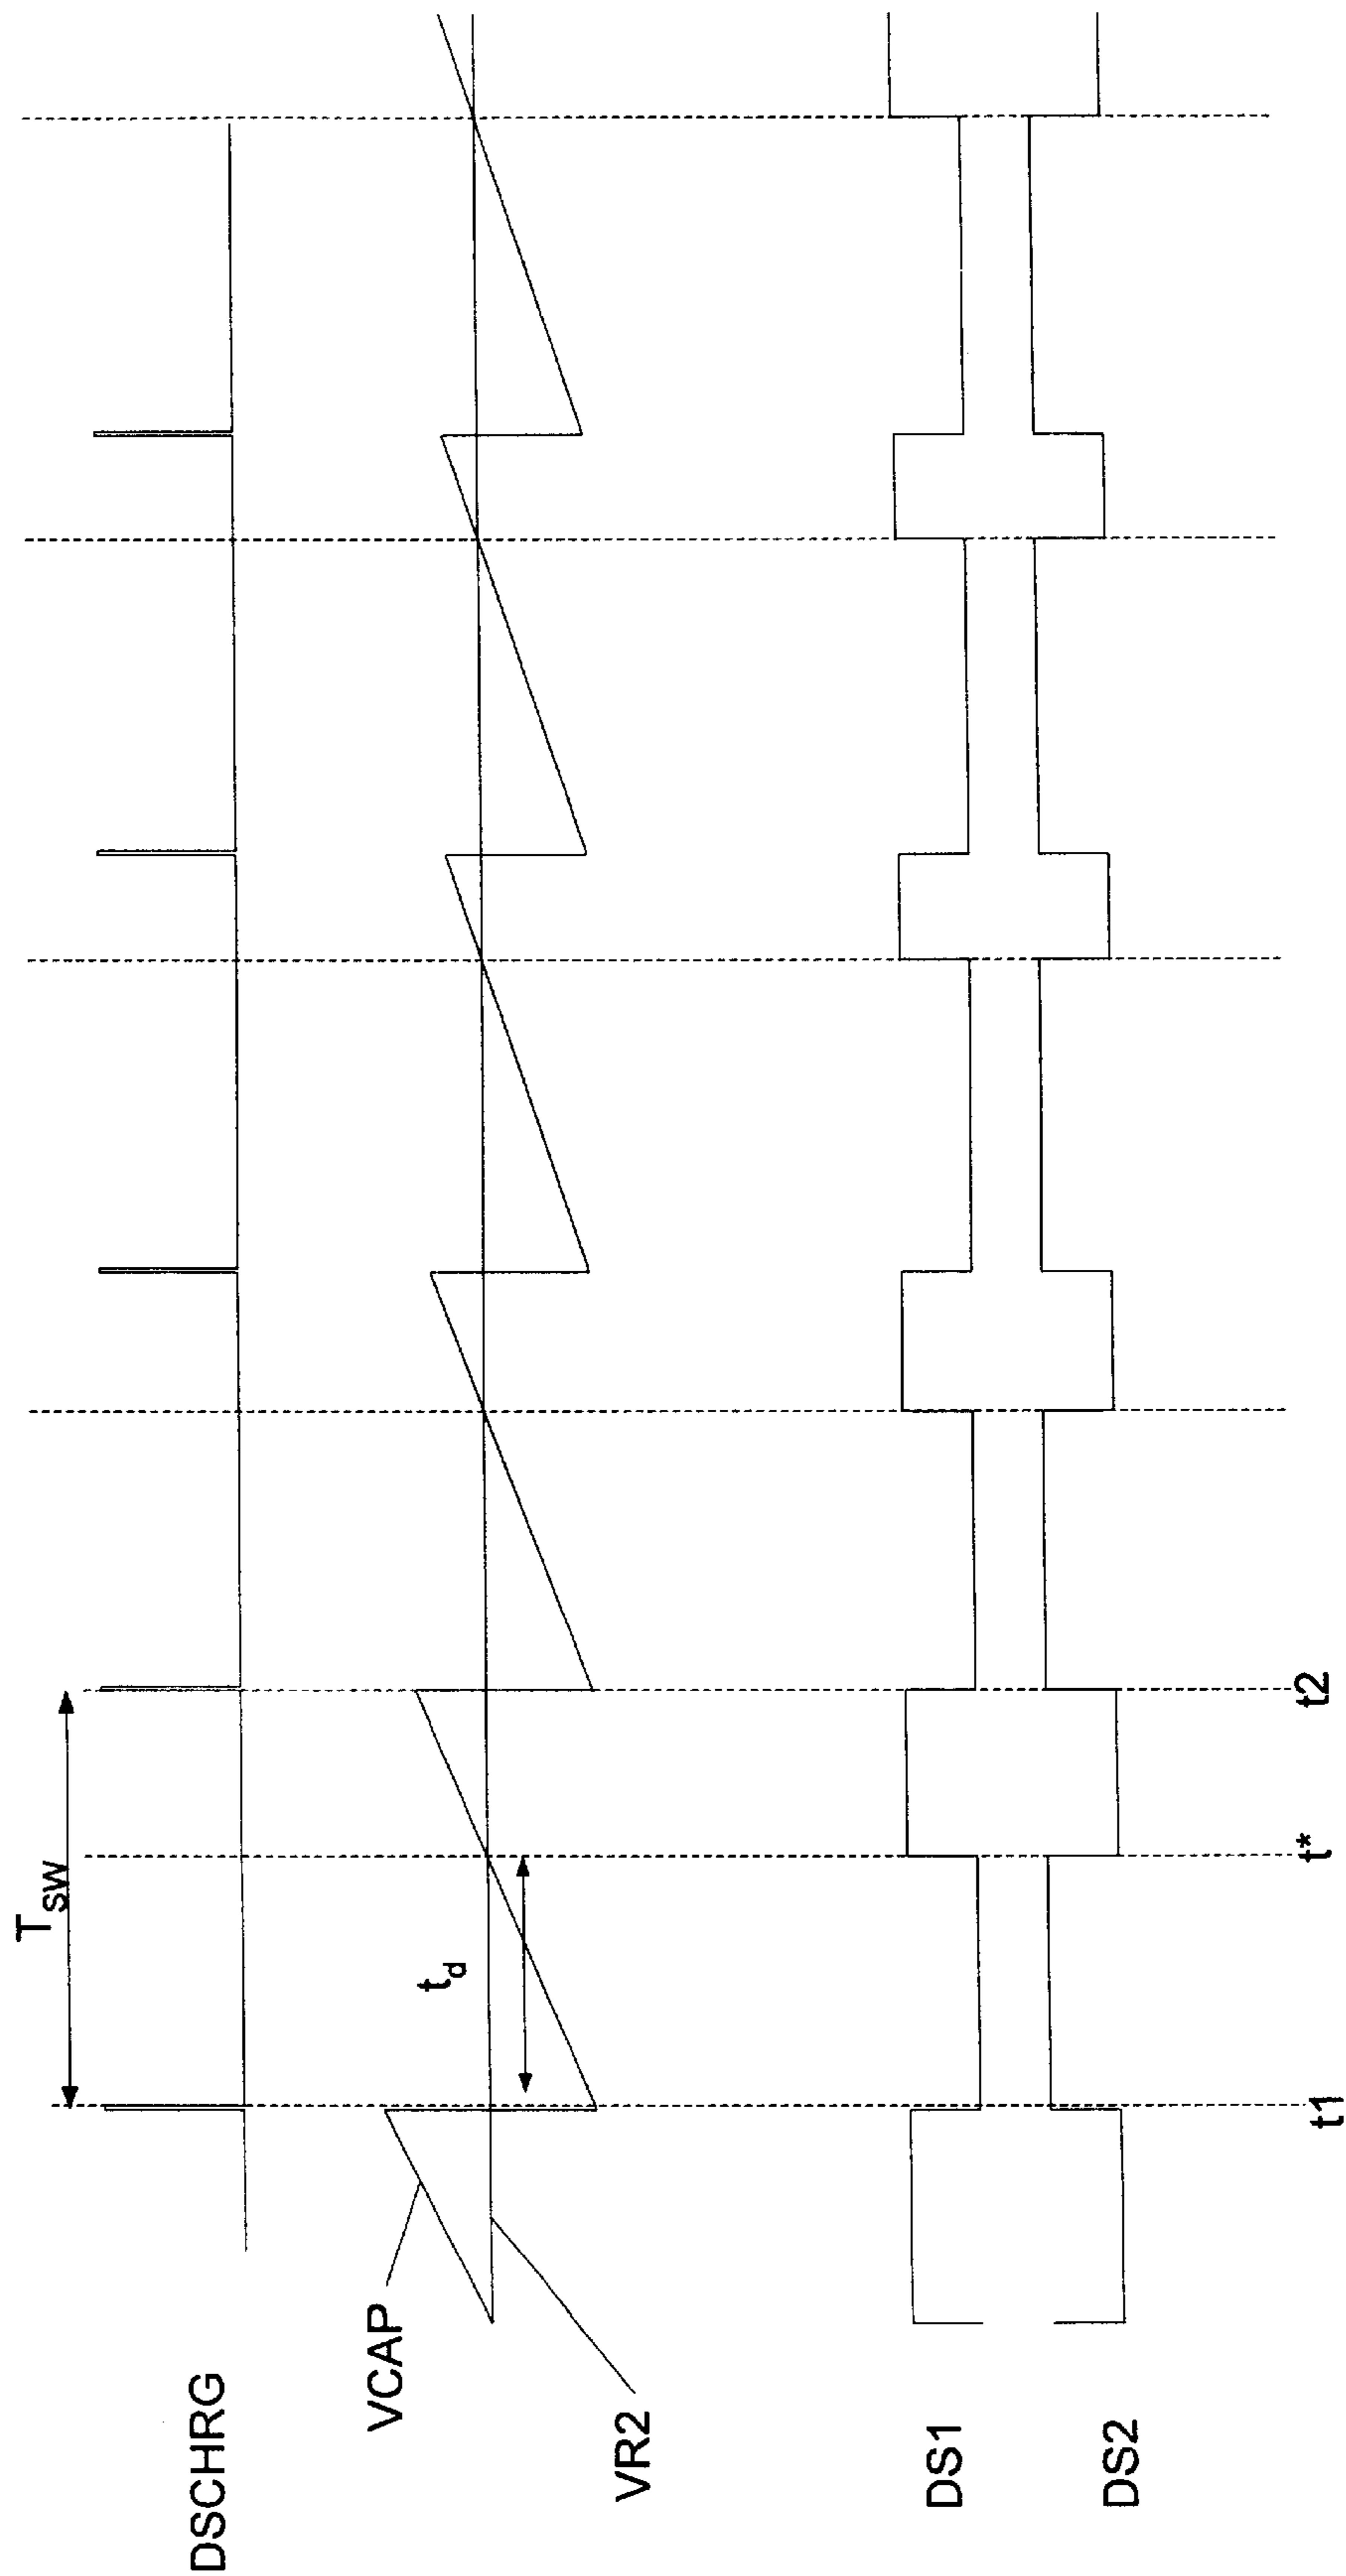 T_SW
DSCHRG
VCAP
t_d
VR2
DS1
DS2
t1
t*
t2